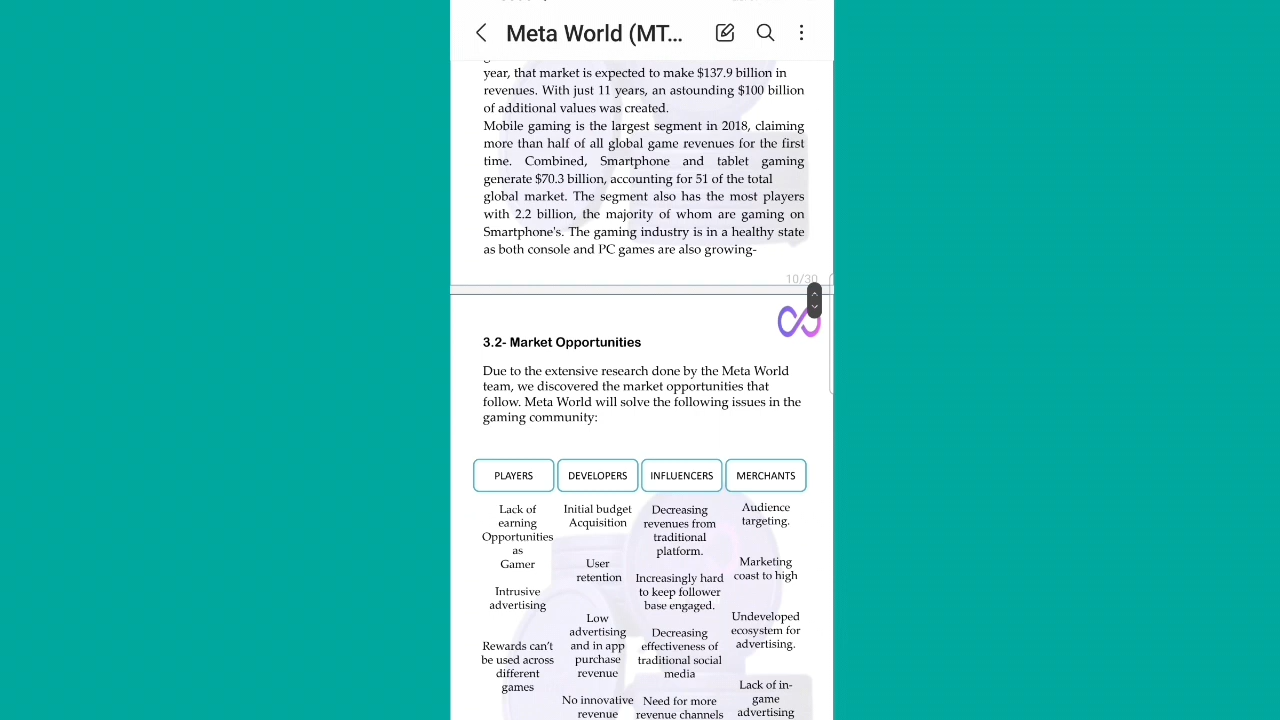 Meta World (MT...
year, that market is expected to make $137.9 billion in
revenues. With just 11 years, an astounding $100 billion
of additional values was created.
Mobile gaming is the largest segment in 2018, claiming
more than half of all global game revenues for the first
time. Combined, Smartphone and tablet gaming
generate $70.3 billion, accounting for 51 of the total
global market. The segment also has the most players
with 2.2 billion, the majority of whom are gaming on
Smartphone's. The gaming industry is in a healthy state
as both console and PC games are also growing-
10/30
3.2- Market Opportunities
Due to the extensive research done by the Meta World
team, we discovered the market opportunities that
follow. Meta World will solve the following issues in the
gaming community:
PLAYERS
Lack of
earning
Opportunities
as
Gamer
Intrusive
advertising
Rewards can't
be used across
different
games
DEVELOPERS
Initial budget
Acquisition
User
retention
Low
advertising
and in app
purchase
revenue
No innovative
revenue
INFLUENCERS
Decreasing
revenues from
traditional
platform.
Increasingly hard
to keep follower
base engaged.
Decreasing
effectiveness of
traditional social
media
Need for more
revenue channels
MERCHANTS
Audience
targeting.
Marketing
coast to high
Undeveloped
ecosystem for
advertising.
Lack of in-
game
advertising